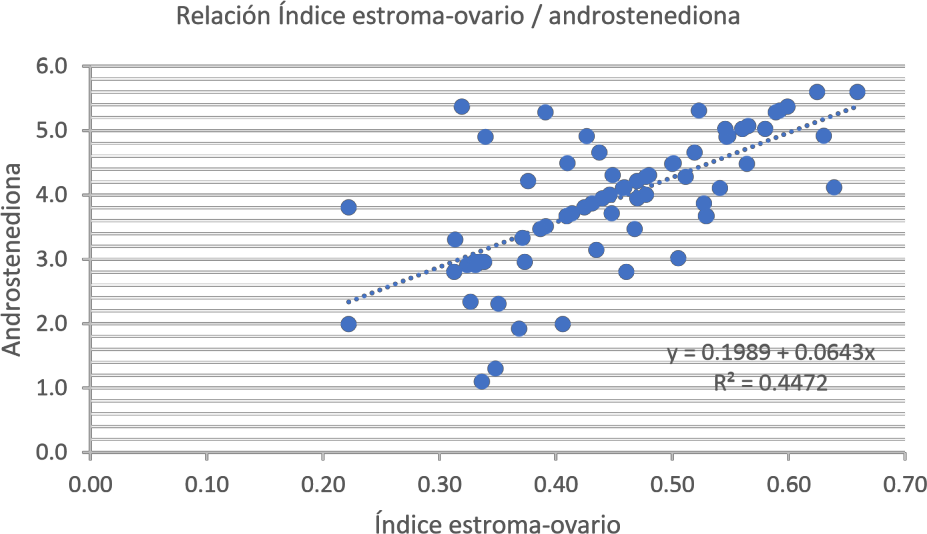 Relación Índice estroma-ovario / androstenediona
6.0
5.0
4.0
3.0
2.0
1.0
0.0
Androstenediona
y = 0.1989 + 0.0643x
R² = 0.4472
0.00 0.10 0.20 0.30 0.40 0.50 0.60 0.70
Índice estroma-ovario